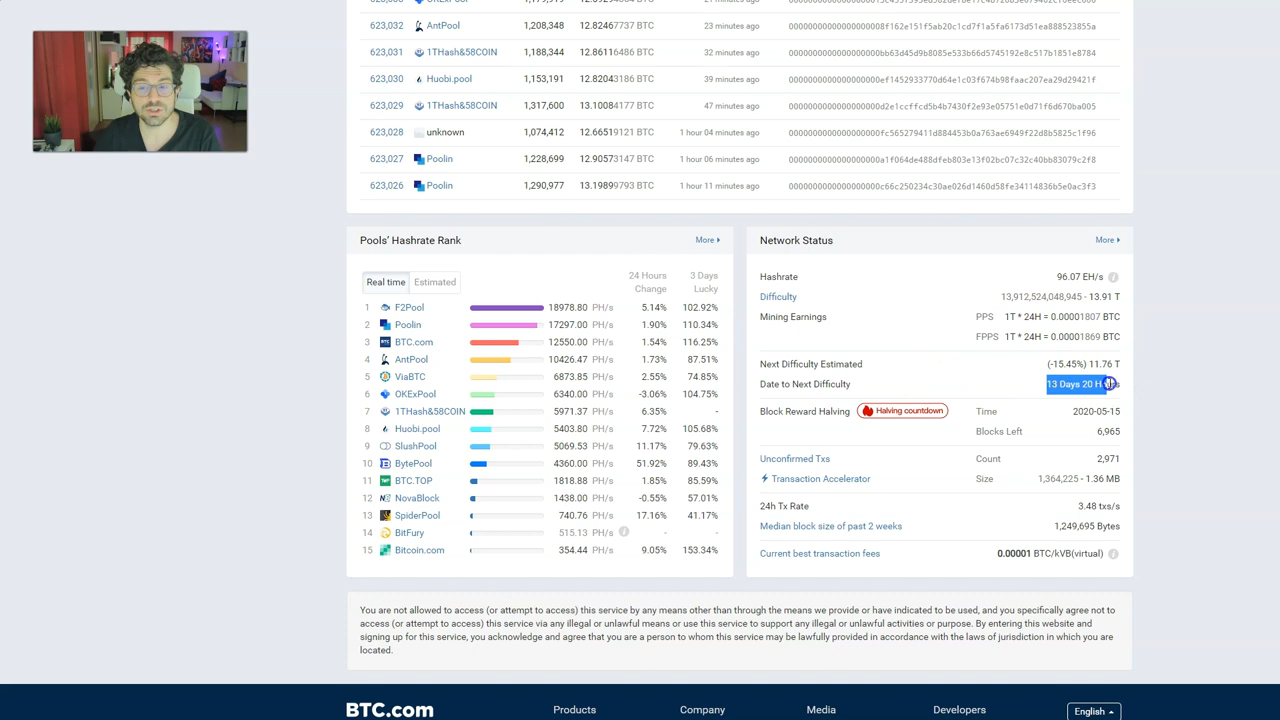 623,032 AntPool 1,208,348 12.82467737 BTC 23 minutes ago
623,031 1THash&58COIN 1,188,344 12.86116486 BTC 32 minutes ago
623,030 Huobi.pool 1,153,191 12.82043186 BTC 39 minutes ago
623,029 1THash&58COIN 1,317,600 13.10084177 BTC 47 minutes ago
623,028 unknown 1,074,412 12.66519121 BTC 1 hour 04 minutes ago
623,027 Poolin 1,228,699 12.90573147 BTC 1 hour 06 minutes ago
623,026 Poolin 1,290,977 13.19899793 BTC 1 hour 11 minutes ago
Pools' Hashrate Rank More
Real time Estimated
24 Hours Change 3 Days Lucky
1 F2Pool 18978.80 PH/s 5.14% 102.92%
2 Poolin 17297.00 PH/s 1.90% 110.34%
3 BTC.com 12550.00 PH/s 1.54% 116.25%
4 AntPool 10426.47 PH/s 1.73% 87.51%
5 ViaBTC 6873.85 PH/s 2.55% 74.85%
6 OKExPool 6340.00 PH/s -3.06% 104.75%
7 1THash&58COIN 5971.37 PH/s 6.35% -
8 Huobi.pool 5403.80 PH/s 7.72% 105.68%
9 SlushPool 5069.53 PH/s 11.17% 79.63%
10 BytePool 4360.00 PH/s 51.92% 89.43%
11 BTC.TOP 1818.88 PH/s 1.85% 85.59%
12 NovaBlock 1438.00 PH/s -0.55% 57.01%
13 SpiderPool 740.76 PH/s 17.16% 41.17%
14 BitFury 515.13 PH/s - -
15 Bitcoin.com 354.44 PH/s 9.05% 153.34%
Network Status More
Hashrate 96.07 EH/s
Difficulty 13,912,524,048,945 - 13.91 T
Mining Earnings PPS 1T * 24H = 0.00001807 BTC
FPPS 1T * 24H = 0.00001869 BTC
Next Difficulty Estimated (-15.45%) 11.76 T
Date to Next Difficulty 13 Days 20
Block Reward Halving Halving countdown Time 2020-05-15
Blocks Left 6,965
Unconfirmed Txs Count 2,971
Transaction Accelerator Size 1,364,225 - 1.36 MB
24h Tx Rate 3.48 txs/s
Median block size of past 2 weeks 1,249,695 Bytes
Current best transaction fees 0.00001 BTC/kVB(virtual)
You are not allowed to access (or attempt to access) this service by any means other than through the means we provide or have indicated to be used, and you specifically agree not to
access (or attempt to access) this service via any illegal or unlawful means or use this service to support any illegal or unlawful activities or purpose. By entering this website and
signing up for this service, you acknowledge and agree that you are a person to whom this service may be lawfully provided in accordance with the laws of jurisdiction in which you are
located.
BTC.com Products Company Media Developers English